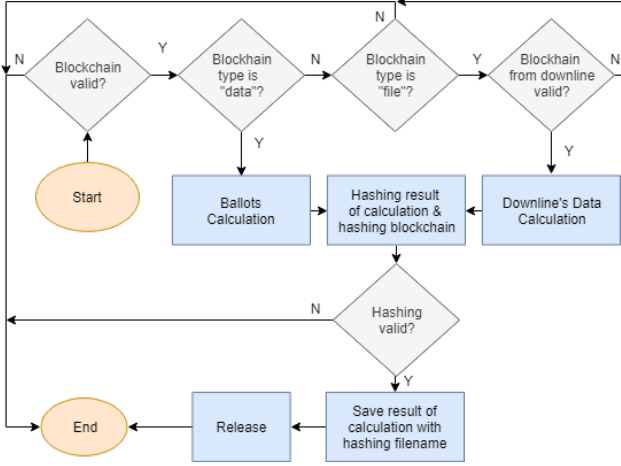 N
N
Y
N
Y
N
Blockchain
valid?
Blockhain
type is
"data"?
Blockhain
type is
"file"?
Blockhain
from downline
valid?
Y
Y
Start
Ballots
Calculation
Hashing result
of calculation &
hashing blockchain
Downline's Data
Calculation
N
Hashing
valid?
Y
End
Release
Save result of
calculation with
hashing filename